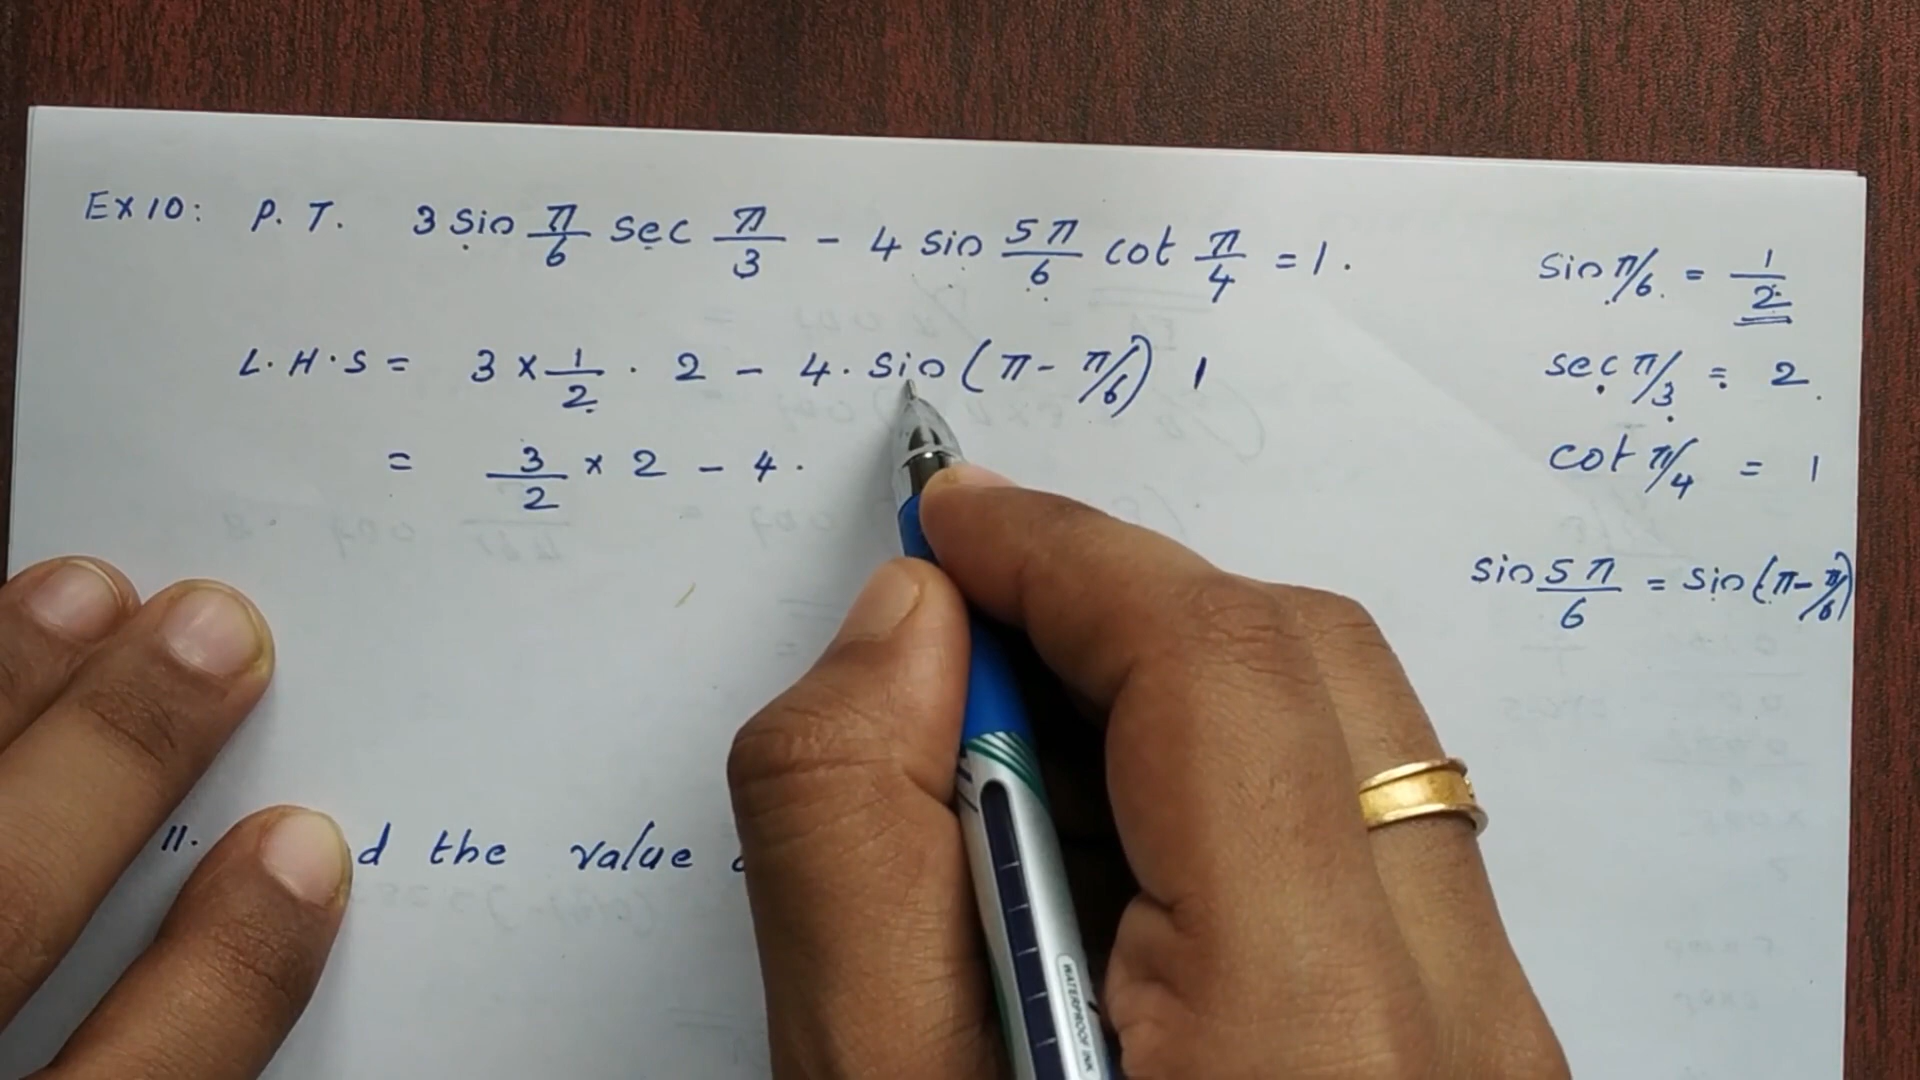 Ex 10: P. T. 3 sin π/6 sec π/3 - 4 sin 5π/6 cot π/4 = 1.
L.H.S = 3 × 1/2 . 2 - 4. sin (π - π/6) 1
= 3/2 × 2 - 4.
11. d the value
sin π/6 = 1/2
sec π/3 = 2
cot π/4 = 1
sin 5π/6 = sin (π - π/6)
WATERPROOF INK